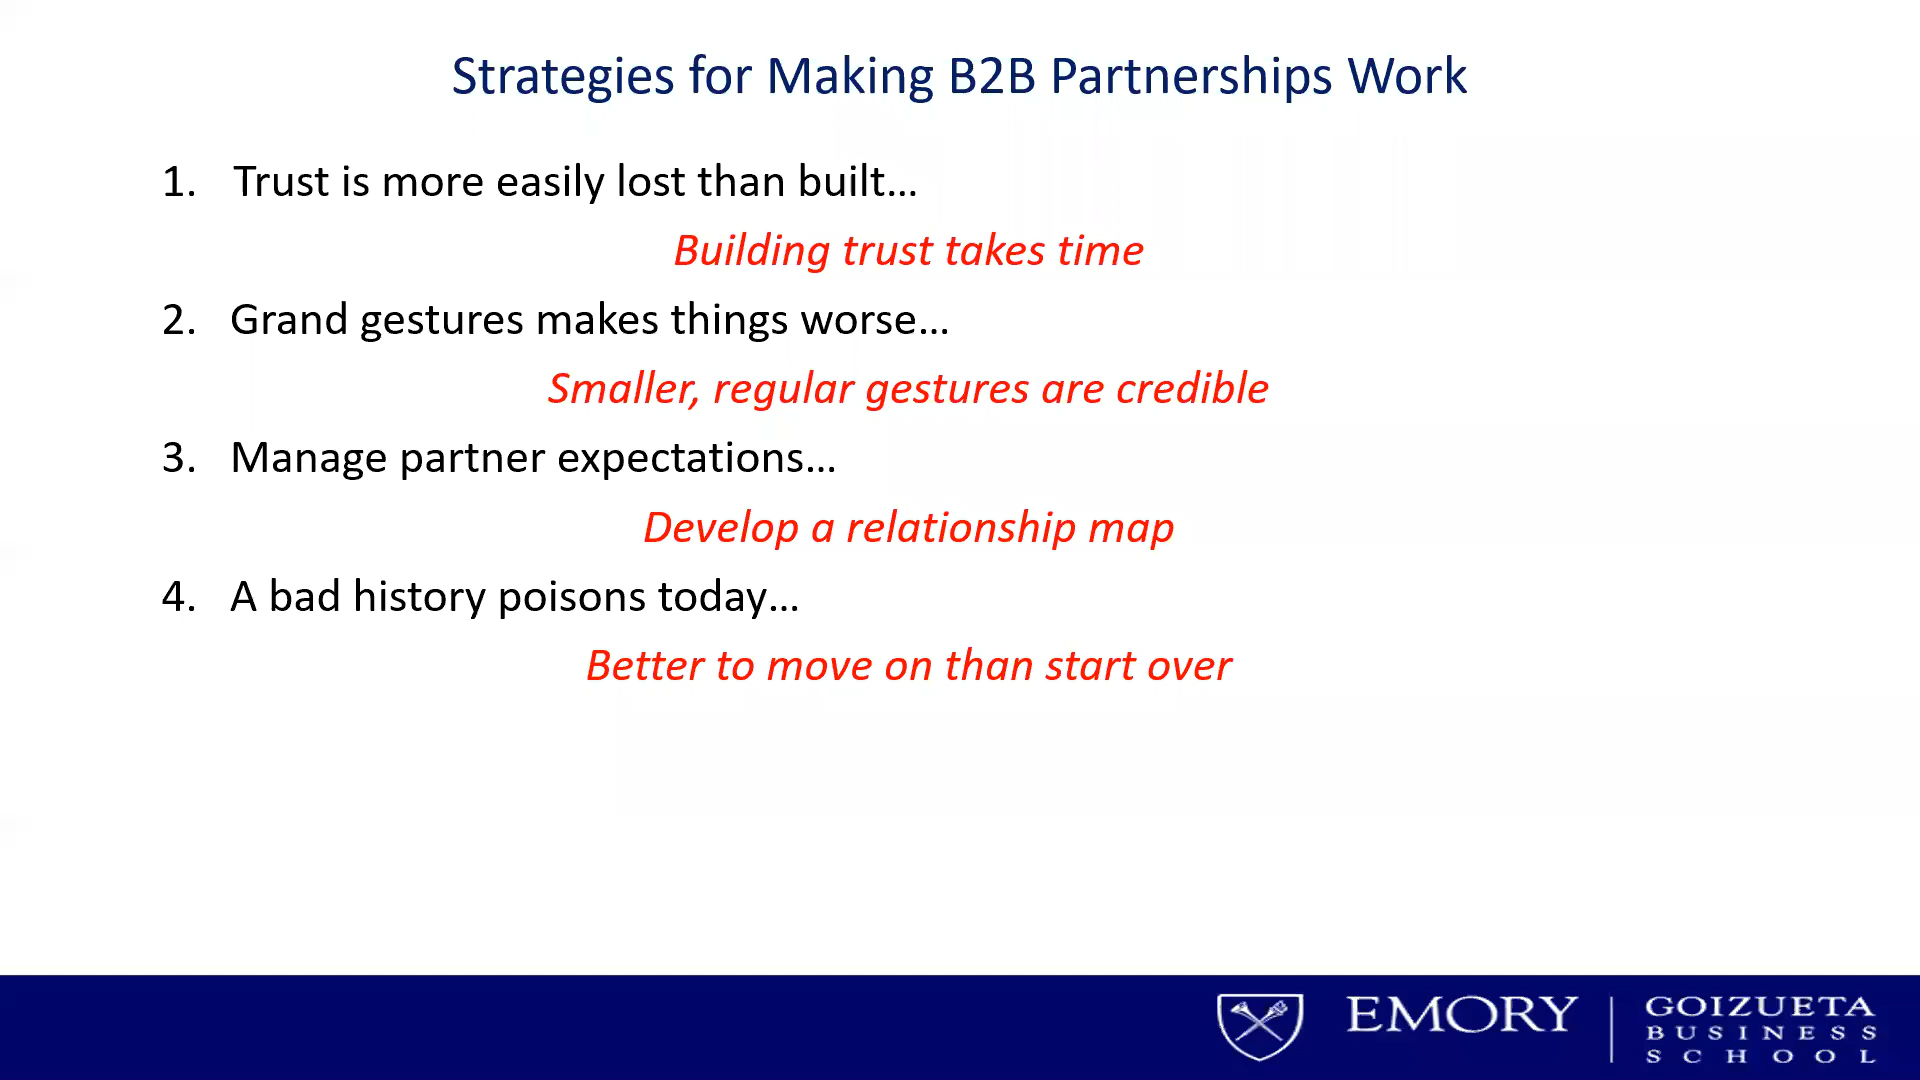 Strategies for Making B2B Partnerships Work
1. Trust is more easily lost than built...
Building trust takes time
2. Grand gestures makes things worse...
Smaller, regular gestures are credible
3. Manage partner expectations...
Develop a relationship map
4. A bad history poisons today...
Better to move on than start over
EMORY
GOIZUETA
BUSINESS
SCHOOL